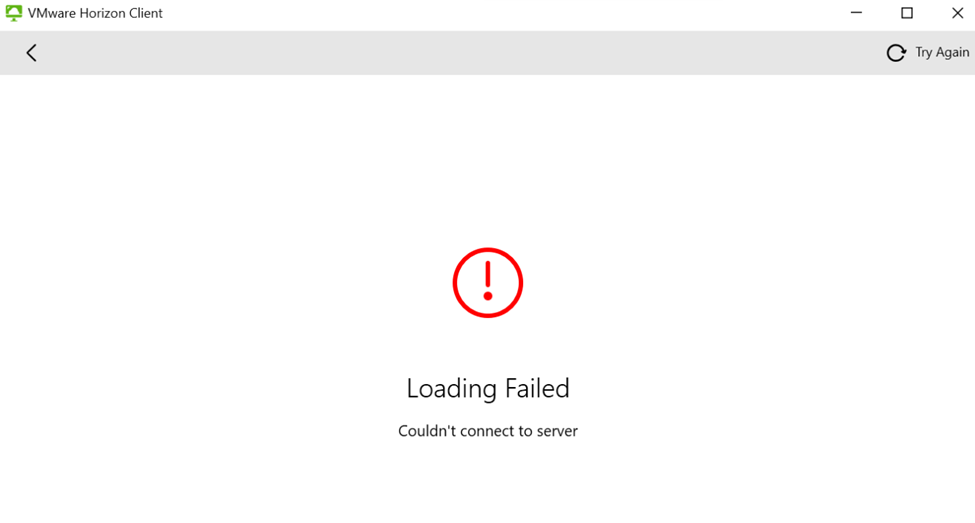 VMware Horizon Client
Try Again
Loading Failed
Couldn't connect to server